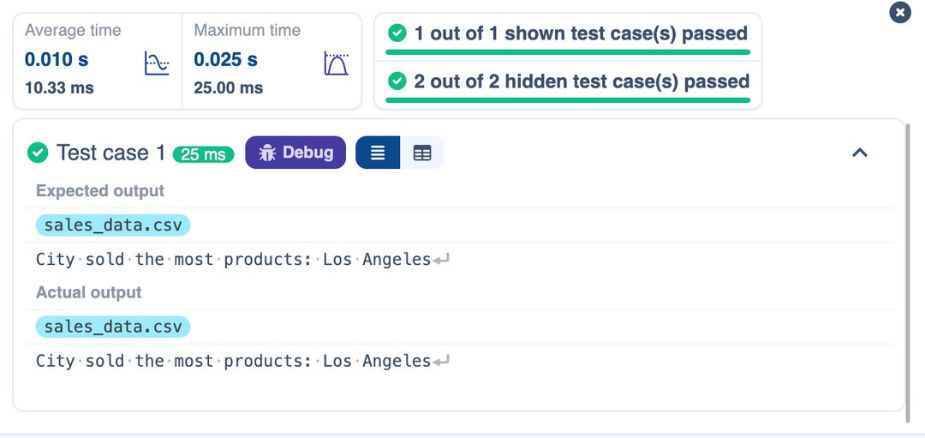 Average time
0.010 s
10.33 ms
Maximum time
0.025 s
25.00 ms
1 out of 1 shown test case(s) passed
2 out of 2 hidden test case(s) passed
Test case 1 25 ms Debug
Expected output
sales_data.csv
City·sold·the·most·products:·Los·Angeles↵
Actual output
sales_data.csv
City·sold·the·most·products:·Los·Angeles↵